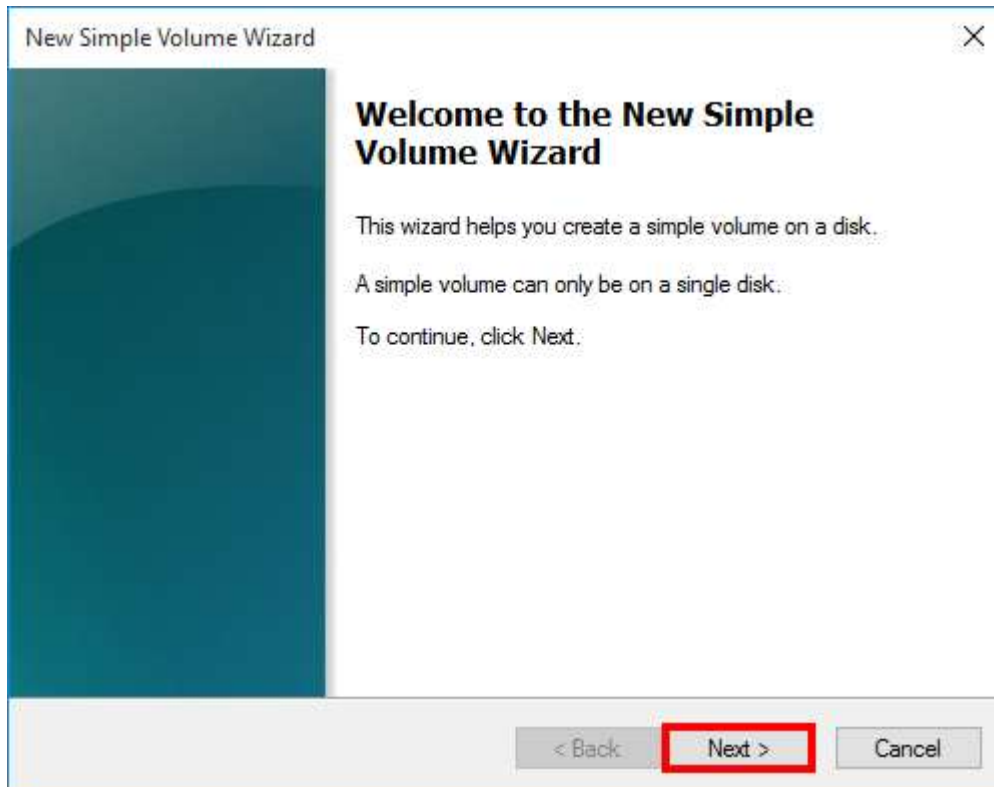 New Simple Volume Wizard
Welcome to the New Simple
Volume Wizard
This wizard helps you create a simple volume on a disk.
A simple volume can only be on a single disk.
To continue, click Next.
< Back
Next >
Cancel